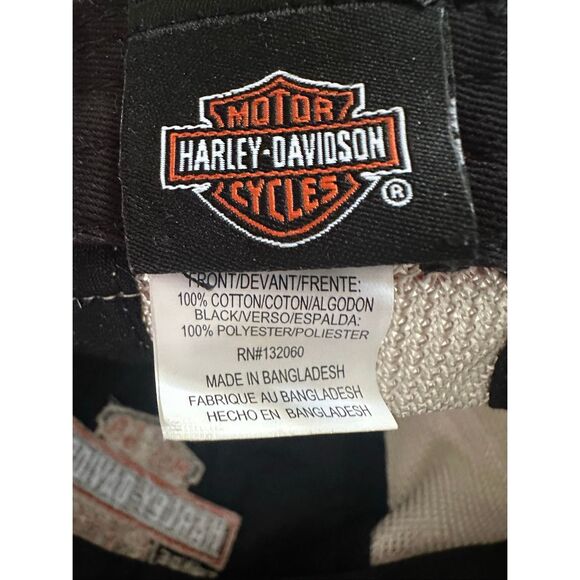 MOTOR
HARLEY-DAVIDSON
CYCLES
®
FRONT/DEVANT/FRENTE:
100% COTTON/COTON/ALGODON
BLACK/VERSO/ESPALDA:
100% POLYESTER/POLIESTER
RN#132060
MADE IN BANGLADESH
FABRIQUE AU BANGLADESH
HECHO EN BANGLADESH